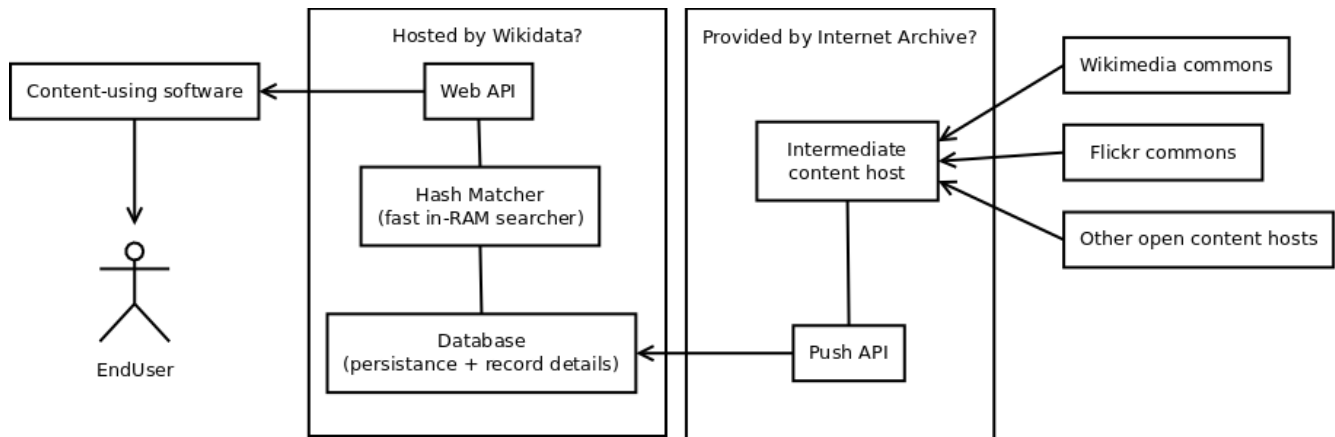 Hosted by Wikidata?
Provided by Internet Archive?
Content-using software
Web API
Wikimedia commons
Intermediate
content host
Flickr commons
Hash Matcher
(fast in-RAM searcher)
Other open content hosts
Database
(persistance + record details)
Push API
EndUser